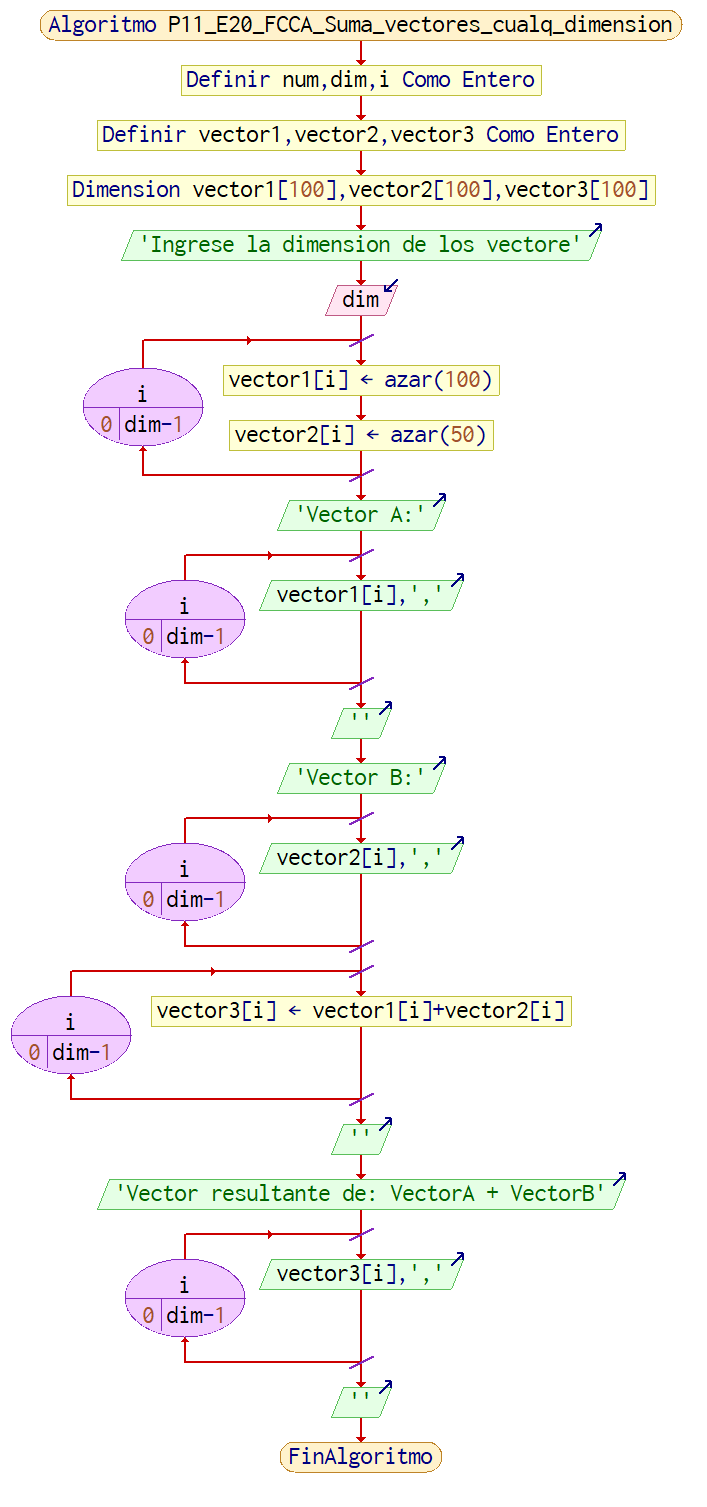 Algoritmo P11_E20_FCCA_Suma_vectores_cualq_dimension
Definir num,dim,i Como Entero
Definir vector1,vector2,vector3 Como Entero
Dimension vector1[100],vector2[100],vector3[100]
'Ingrese la dimension de los vectore'
dim
i
0 dim-1
vector1[i] ← azar(100)
vector2[i] ← azar(50)
'Vector A:'
i
0 dim-1
vector1[i],','
''
'Vector B:'
i
0 dim-1
vector2[i],','
i
0 dim-1
vector3[i] ← vector1[i]+vector2[i]
''
'Vector resultante de: VectorA + VectorB'
i
0 dim-1
vector3[i],','
''
FinAlgoritmo